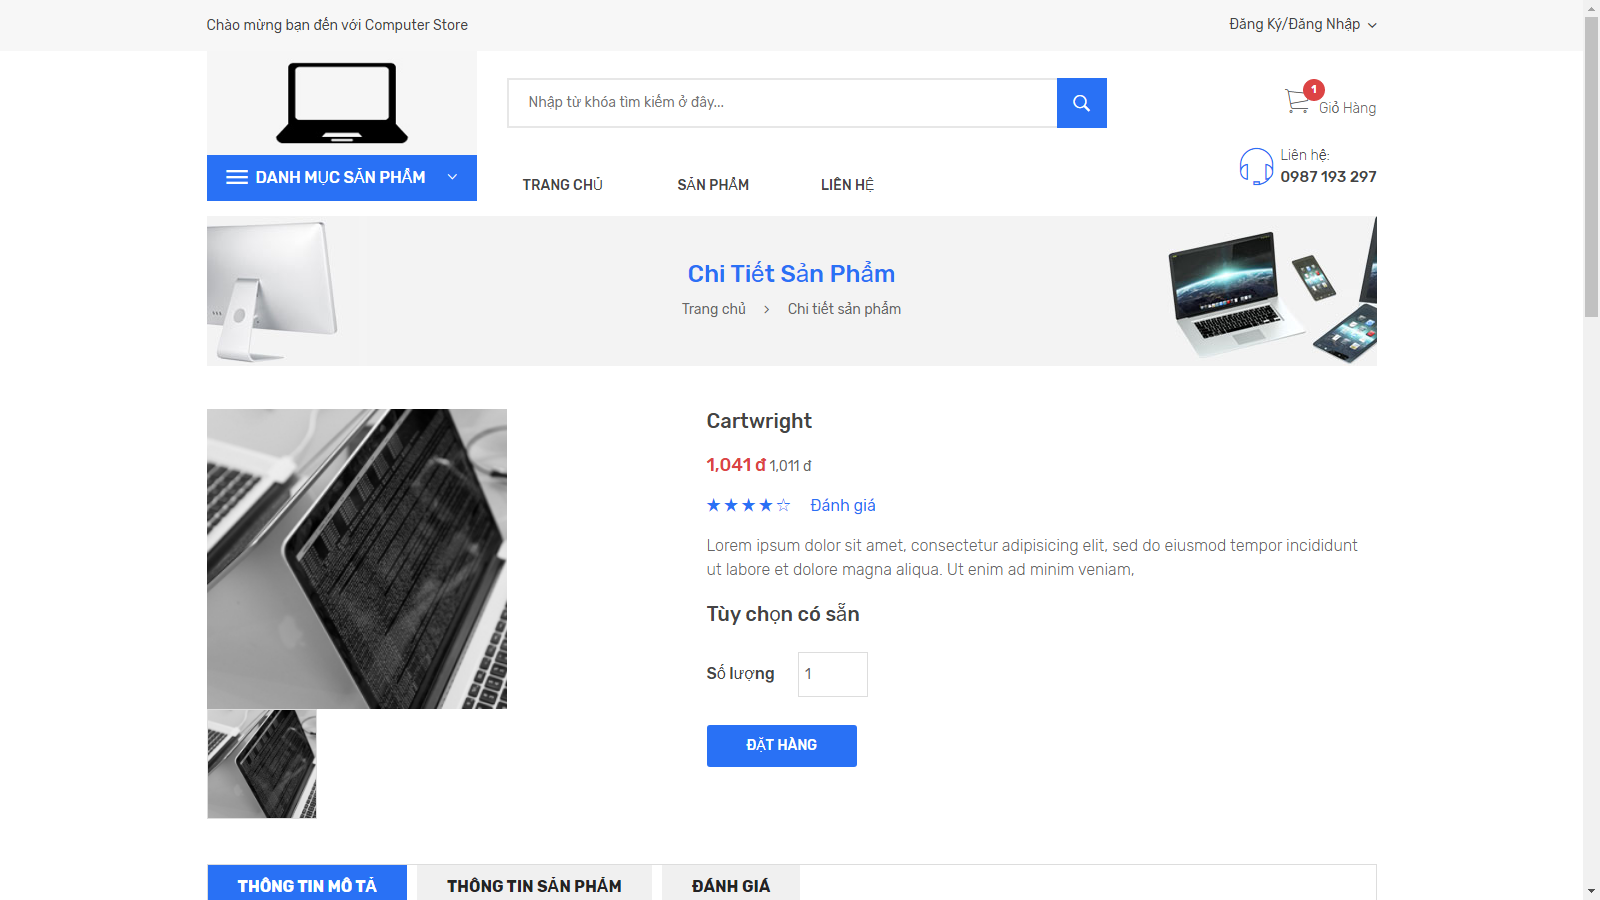 Chào mừng bạn đến với Computer Store
Đăng Ký/Đăng Nhập
Nhập từ khóa tìm kiếm ở đây...
1
Giỏ Hàng
DANH MỤC SẢN PHẨM
TRANG CHỦ
SẢN PHẨM
LIÊN HỆ
Liên hệ:
0987 193 297
Chi Tiết Sản Phẩm
Trang chủ > Chi tiết sản phẩm
Cartwright
1,041 đ 1,011 đ
★★★★☆ Đánh giá
Lorem ipsum dolor sit amet, consectetur adipisicing elit, sed do eiusmod tempor incididunt
ut labore et dolore magna aliqua. Ut enim ad minim veniam,
Tùy chọn có sẵn
Số lượng 1
ĐẶT HÀNG
THÔNG TIN MÔ TẢ
THÔNG TIN SẢN PHẨM
ĐÁNH GIÁ